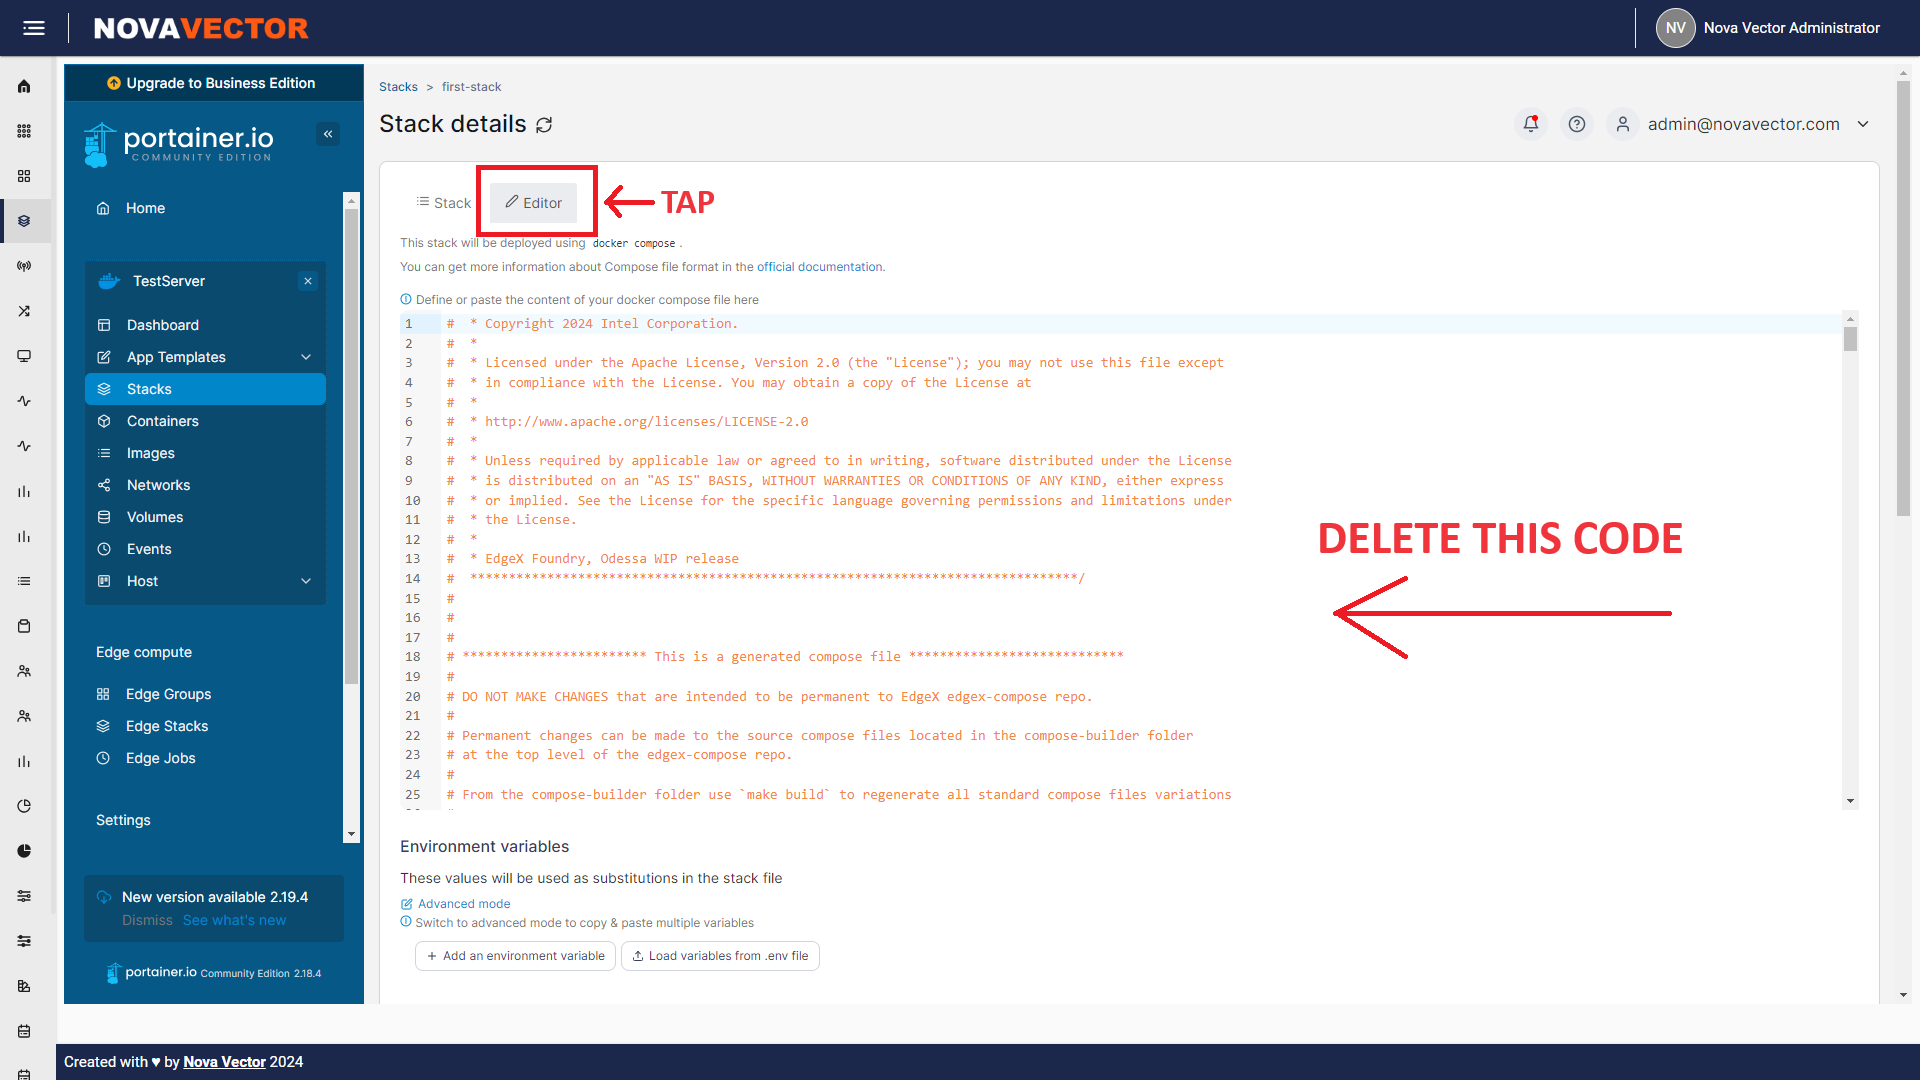 NOVAVECTOR
NV Nova Vector Administrator
Upgrade to Business Edition
portainer.io
COMMUNITY EDITION
Home
TestServer
Dashboard
App Templates
Stacks
Containers
Images
Networks
Volumes
Events
Host
Edge compute
Edge Groups
Edge Stacks
Edge Jobs
Settings
New version available 2.19.4
Dismiss See what's new
portainer.io Community Edition 2.18.4
Stacks > first-stack
Stack details
admin@novavector.com
Stack Editor
TAP
This stack will be deployed using docker compose .
You can get more information about Compose file format in the official documentation.
Define or paste the content of your docker compose file here
1 # * Copyright 2024 Intel Corporation.
2 # *
3 # * Licensed under the Apache License, Version 2.0 (the "License"); you may not use this file except
4 # * in compliance with the License. You may obtain a copy of the License at
5 # *
6 # * http://www.apache.org/licenses/LICENSE-2.0
7 # *
8 # * Unless required by applicable law or agreed to in writing, software distributed under the License
9 # * is distributed on an "AS IS" BASIS, WITHOUT WARRANTIES OR CONDITIONS OF ANY KIND, either express
10 # * or implied. See the License for the specific language governing permissions and limitations under
11 # * the License.
12 # *
13 # * EdgeX Foundry, Odessa WIP release
14 # *******************************************************************************/
15 #
16 #
17 #
18 # ************************ This is a generated compose file ****************************
19 #
20 # DO NOT MAKE CHANGES that are intended to be permanent to EdgeX edgex-compose repo.
21 #
22 # Permanent changes can be made to the source compose files located in the compose-builder folder
23 # at the top level of the edgex-compose repo.
24 #
25 # From the compose-builder folder use `make build` to regenerate all standard compose files variations
DELETE THIS CODE
Environment variables
These values will be used as substitutions in the stack file
Advanced mode
Switch to advanced mode to copy & paste multiple variables
+ Add an environment variable
Load variables from .env file
Created with ♥ by Nova Vector 2024